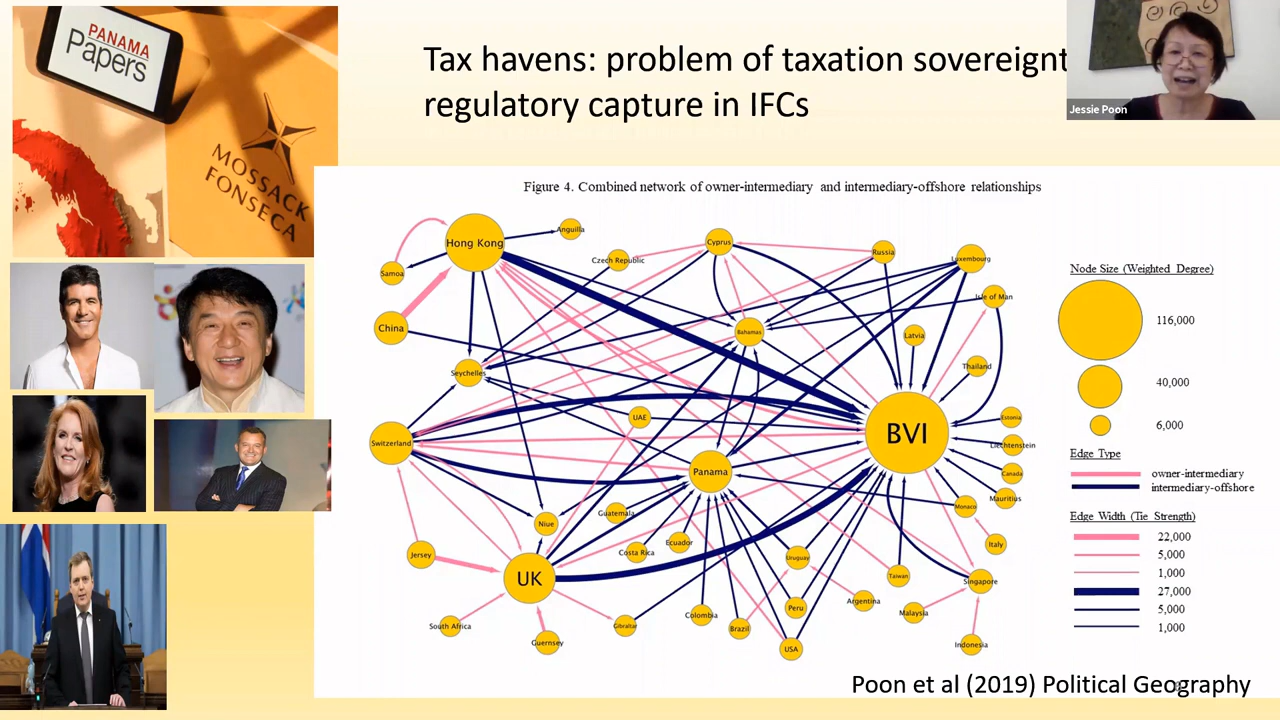 PANAMA
Papers
MOSSACK
FONSECA
Tax havens: problem of taxation sovereignt
regulatory capture in IFCs
Jessie Poon
Figure 4. Combined network of owner-intermediary and intermediary-offshore relationships
Hong Kong
Anguilla
Cyprus
Czech Republic
Russia
Luxembourg
Samoa
Isle of Man
China
Bahamas
Latvia
Seychelles
Thailand
UAE
Estonia
Switzerland
BVI
Liechtenstein
Panama
Canada
Mauritius
Monaco
Guatemala
Niue
Ecuador
Costa Rica
Italy
Jersey
Uruguay
UK
Taiwan
Singapore
Argentina
Peru
Malaysia
Colombia
South Africa
Gibraltar
Brazil
Guernsey
USA
Indonesia
Node Size (Weighted Degree)
116,000
40,000
6,000
Edge Type
owner-intermediary
intermediary-offshore
Edge Width (Tie Strength)
22,000
5,000
1,000
27,000
5,000
1,000
Poon et al (2019) Political Geography